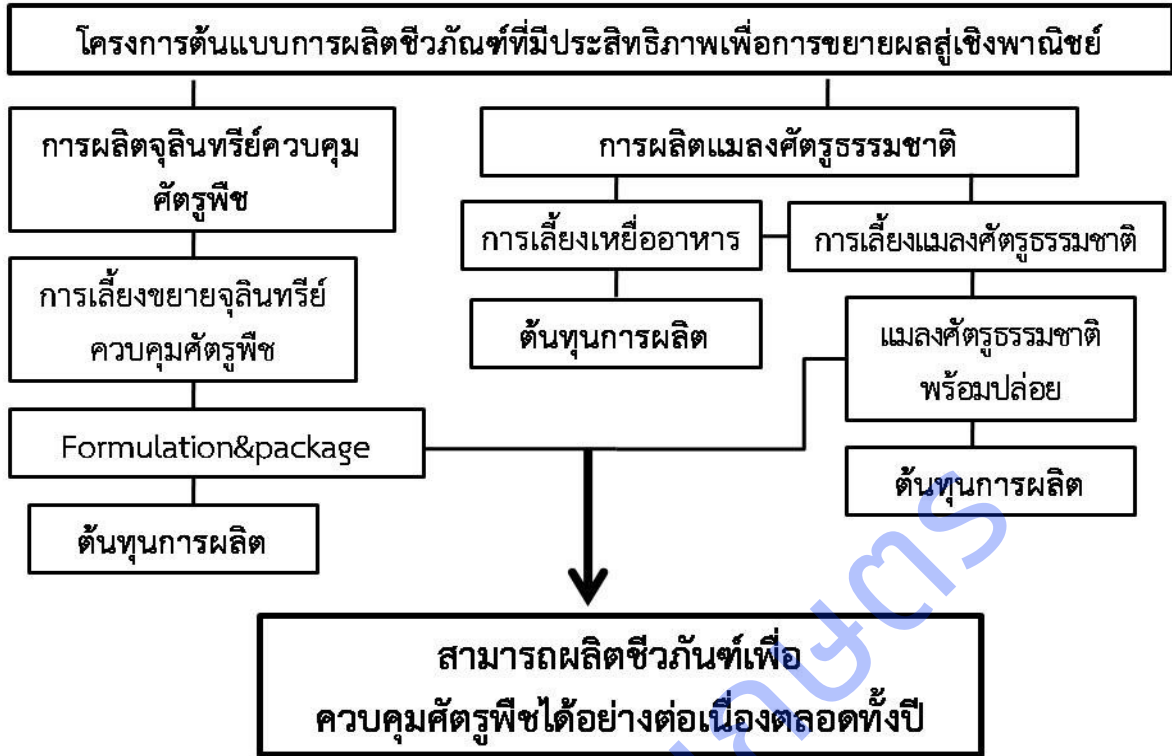 โครงการต้นแบบการผลิตชีวภัณฑ์ที่มีประสิทธิภาพเพื่อการขยายผลสู่เชิงพาณิชย์
การผลิตจุลินทรีย์ควบคุม
ศัตรูพืช
การเลี้ยงขยายจุลินทรีย์
ควบคุมศัตรูพืช
Formulation&package
ต้นทุนการผลิต
การผลิตแมลงศัตรูธรรมชาติ
การเลี้ยงเหยื่ออาหาร
ต้นทุนการผลิต
การเลี้ยงแมลงศัตรูธรรมชาติ
แมลงศัตรูธรรมชาติ
พร้อมปล่อย
ต้นทุนการผลิต
สามารถผลิตชีวภันฑ์เพื่อ
ควบคุมศัตรูพืชได้อย่างต่อเนื่องตลอดทั้งปี